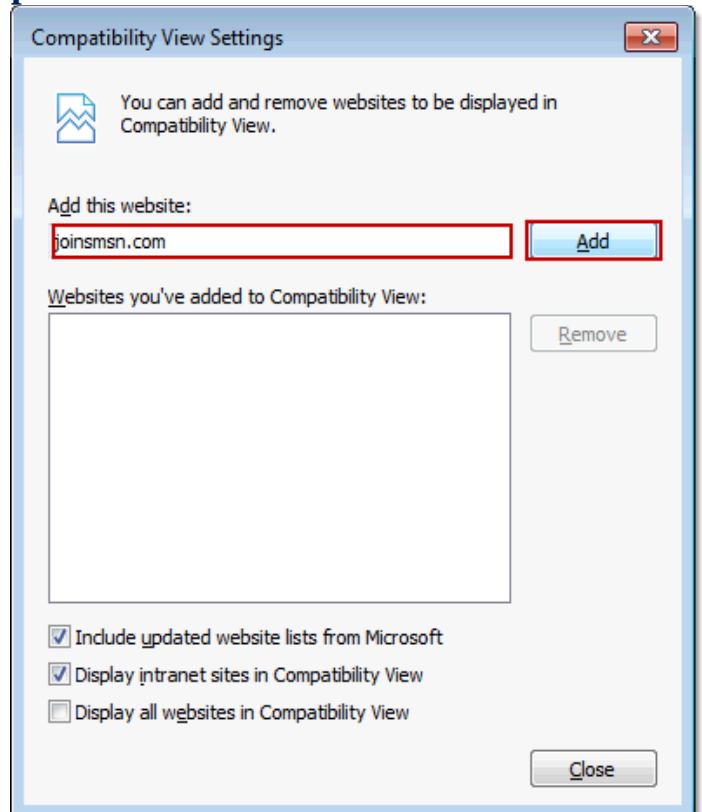 Compatibility View Settings
You can add and remove websites to be displayed in
Compatibility View.
Add this website:
joinsmsn.com
Add
Websites you've added to Compatibility View:
Remove
Include updated website lists from Microsoft
Display intranet sites in Compatibility View
Display all websites in Compatibility View
Close